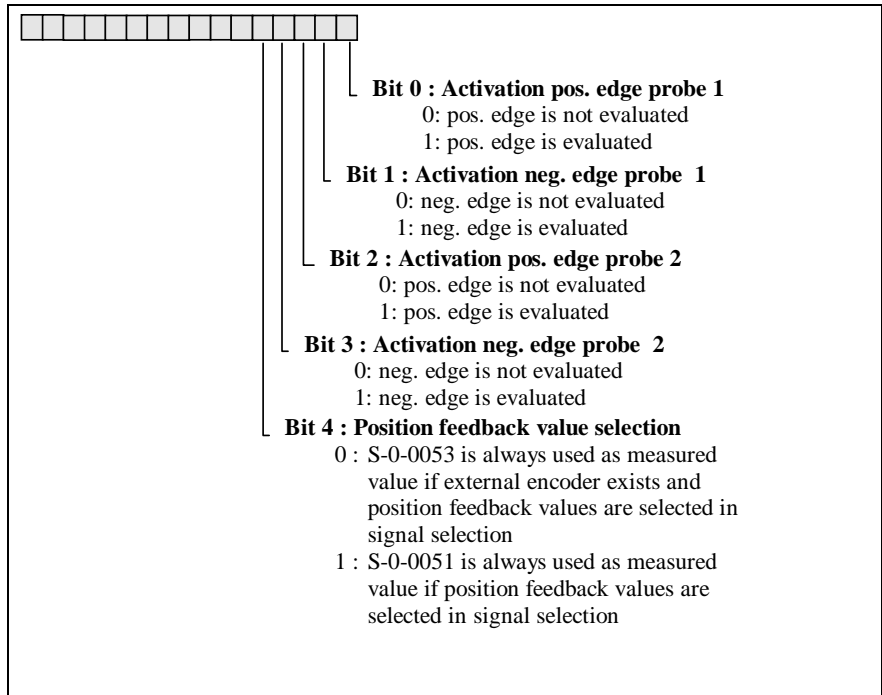 Bit 0 : Activation pos. edge probe 1
0: pos. edge is not evaluated
1: pos. edge is evaluated
Bit 1 : Activation neg. edge probe 1
0: neg. edge is not evaluated
1: neg. edge is evaluated
Bit 2 : Activation pos. edge probe 2
0: pos. edge is not evaluated
1: pos. edge is evaluated
Bit 3 : Activation neg. edge probe 2
0: neg. edge is not evaluated
1: neg. edge is evaluated
Bit 4 : Position feedback value selection
0 : S-0-0053 is always used as measured
value if external encoder exists and
position feedback values are selected in
signal selection
1 : S-0-0051 is always used as measured
value if position feedback values are
selected in signal selection